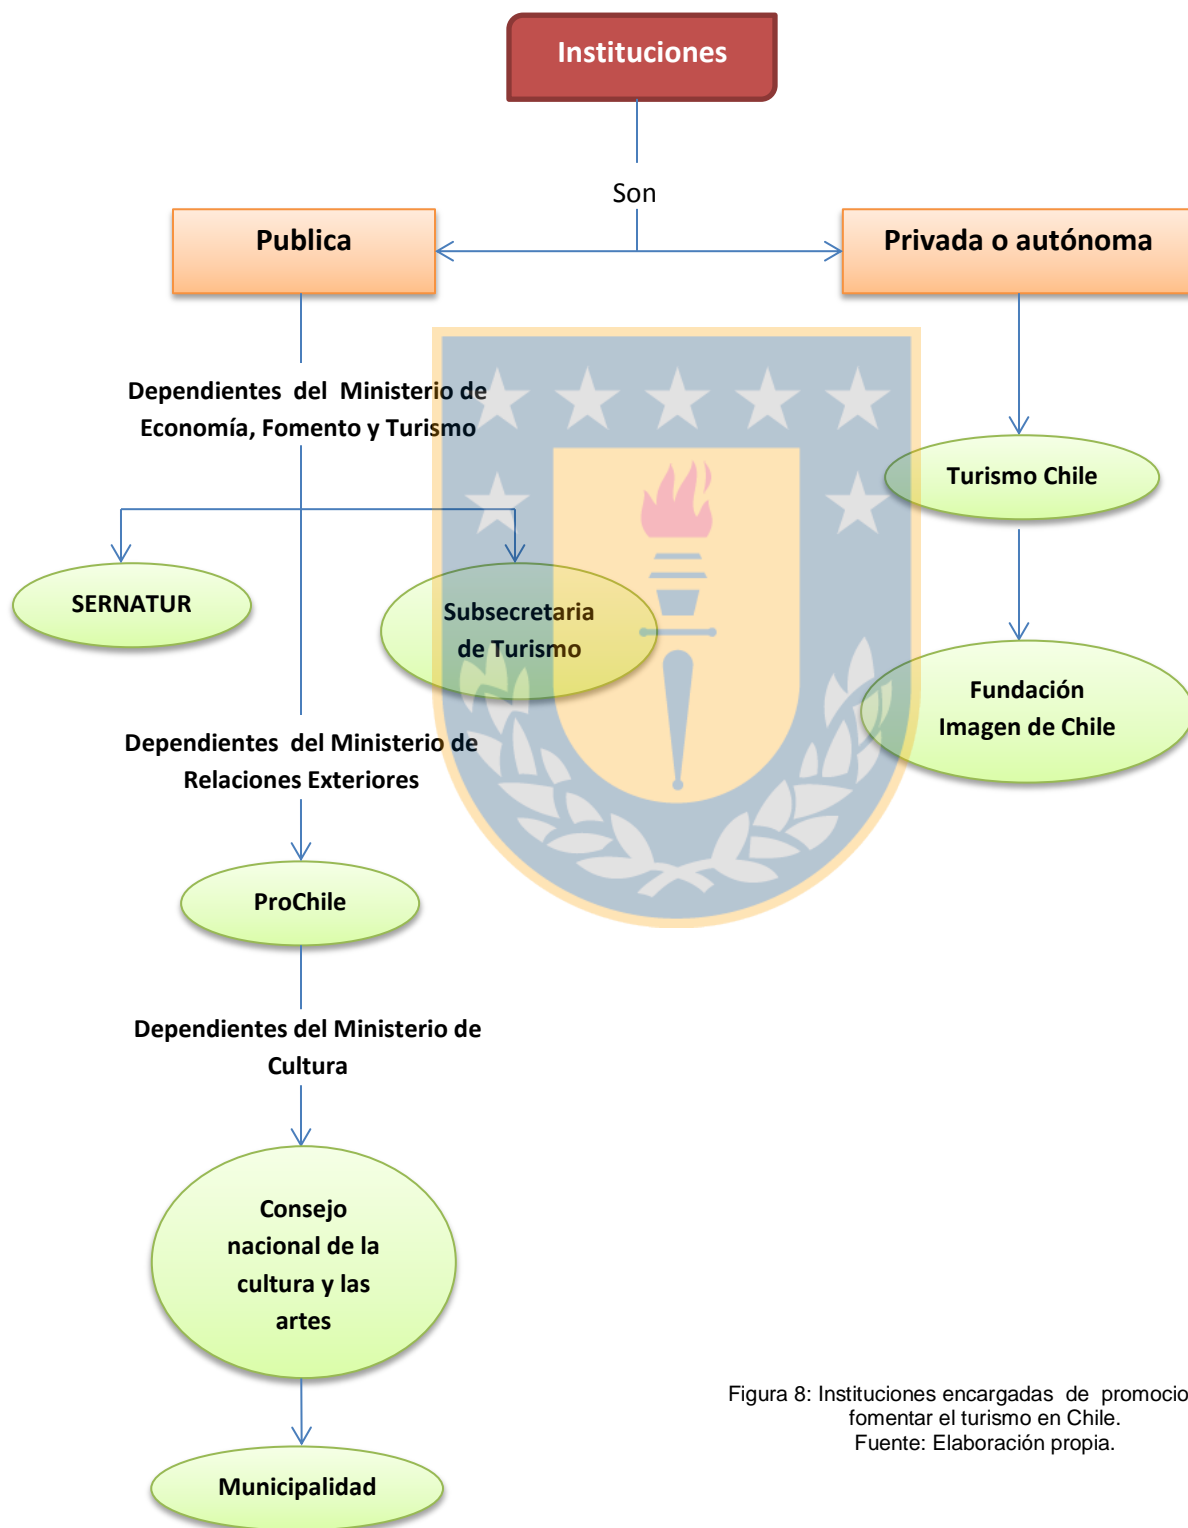 Instituciones
Son
Publica
Privada o autónoma
Dependientes del Ministerio de
Economía, Fomento y Turismo
Turismo Chile
SERNATUR
Subsecretaria
de Turismo
Fundación
Imagen de Chile
Dependientes del Ministerio de
Relaciones Exteriores
ProChile
Dependientes del Ministerio de
Cultura
Consejo
nacional de la
cultura y las
artes
Municipalidad
Figura 8: Instituciones encargadas de promocio
fomentar el turismo en Chile.
Fuente: Elaboración propia.